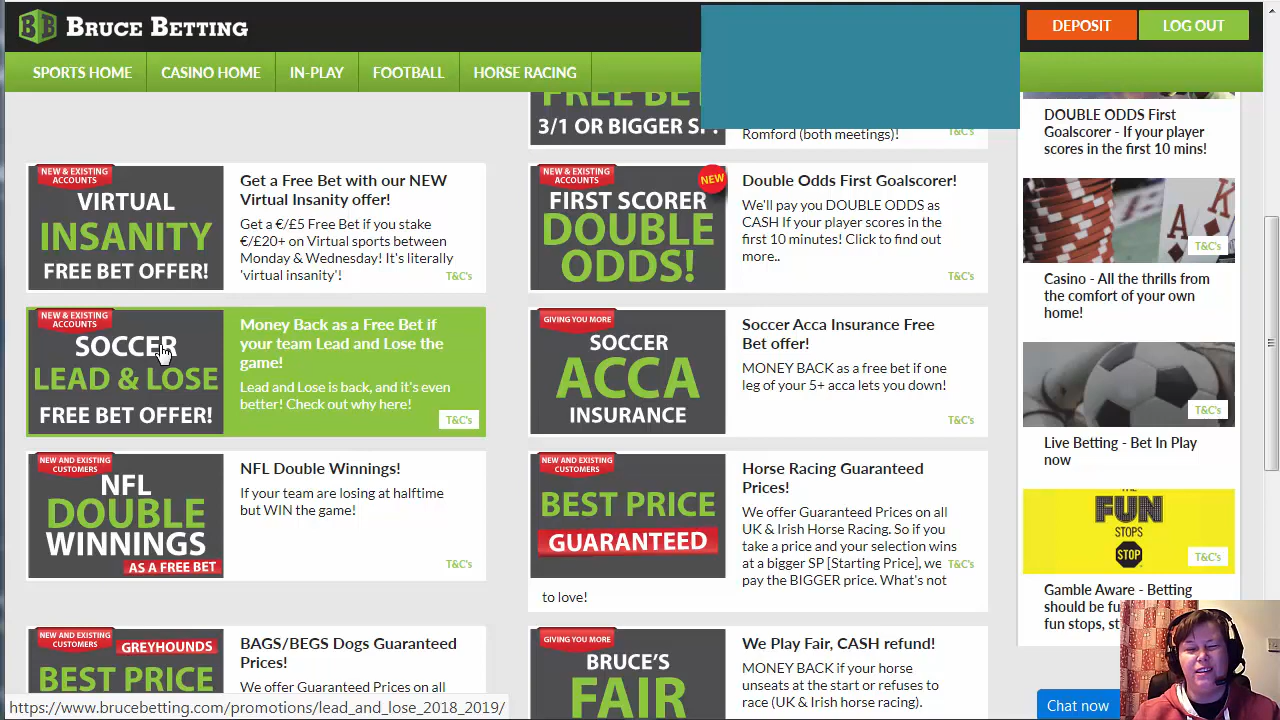 BB BRUCE BETTING
DEPOSIT
LOG OUT
SPORTS HOME
CASINO HOME
IN-PLAY
FOOTBALL
HORSE RACING
3/1 OR BIGGER
Romford (both meetings)!
T&C's
NEW & EXISTING
ACCOUNTS
VIRTUAL
INSANITY
FREE BET OFFER!
Get a Free Bet with our NEW
Virtual Insanity offer!
Get a €/£5 Free Bet if you stake
€/£20+ on Virtual sports between
Monday & Wednesday! It's literally
'virtual insanity'!
T&C's
NEW & EXISTING
ACCOUNTS
NEW
FIRST SCORER
DOUBLE
ODDS!
Double Odds First Goalscorer!
We'll pay you DOUBLE ODDS as
CASH If your player scores in the
first 10 minutes! Click to find out
more..
T&C's
NEW & EXISTING
ACCOUNTS
SOCCER
LEAD & LOSE
FREE BET OFFER!
Money Back as a Free Bet if
your team Lead and Lose the
game!
Lead and Lose is back, and it's even
better! Check out why here!
T&C's
GIVING YOU MORE
SOCCER
ACCA
INSURANCE
Soccer Acca Insurance Free
Bet offer!
MONEY BACK as a free bet if one
leg of your 5+ acca lets you down!
T&C's
NEW AND EXISTING
CUSTOMERS
NFL
DOUBLE
WINNINGS
AS A FREE BET
NFL Double Winnings!
If your team are losing at halftime
but WIN the game!
T&C's
NEW AND EXISTING
CUSTOMERS
BEST PRICE
GUARANTEED
Horse Racing Guaranteed
Prices!
We offer Guaranteed Prices on all
UK & Irish Horse Racing. So if you
take a price and your selection wins
at a bigger SP [Starting Price], we
pay the BIGGER price. What's not
to love!
T&C's
NEW AND EXISTING
CUSTOMERS
GREYHOUNDS
BEST PRICE
BAGS/BEGS Dogs Guaranteed
Prices!
We offer Guaranteed Prices on all
GIVING YOU MORE
BRUCE'S
FAIR
We Play Fair, CASH refund!
MONEY BACK if your horse
unseats at the start or refuses to
race (UK & Irish horse racing).
DOUBLE ODDS First
Goalscorer - If your player
scores in the first 10 mins!
T&C's
Casino - All the thrills from
the comfort of your own
home!
T&C's
Live Betting - Bet In Play
now
FUN
STOPS
STOP
T&C's
Gamble Aware - Betting
should be fu
fun stops, st
Chat now
https://www.brucebetting.com/promotions/lead_and_lose_2018_2019/